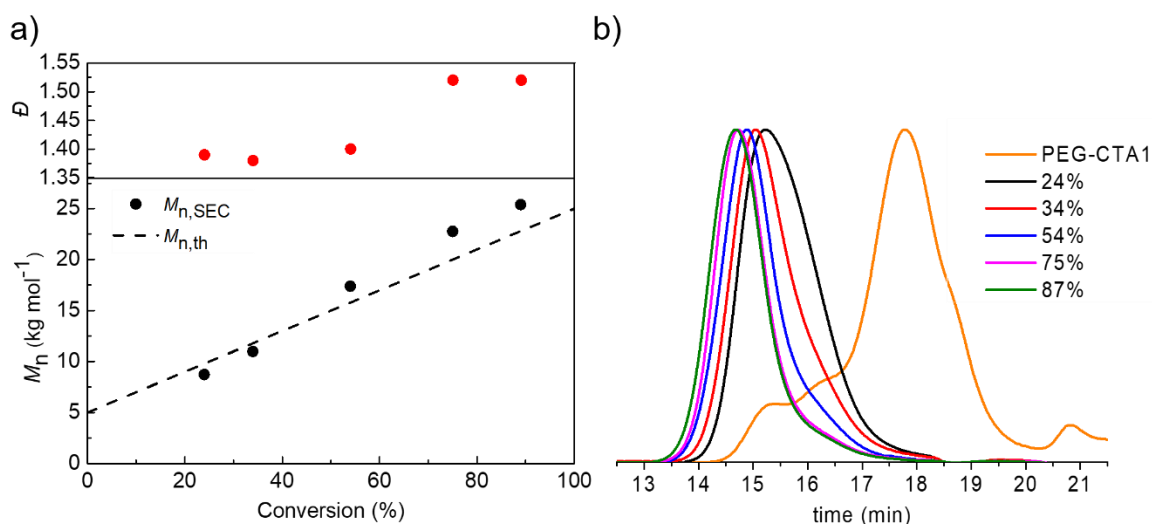 a)
Đ
1.55
1.50
1.45
1.40
1.35
Mn (kg mol⁻¹)
25
20
15
10
5
0
Mn,SEC
Mn,th
0 20 40 60 80 100
Conversion (%)
b)
PEG-CTA1
24%
34%
54%
75%
87%
13 14 15 16 17 18 19 20 21
time (min)